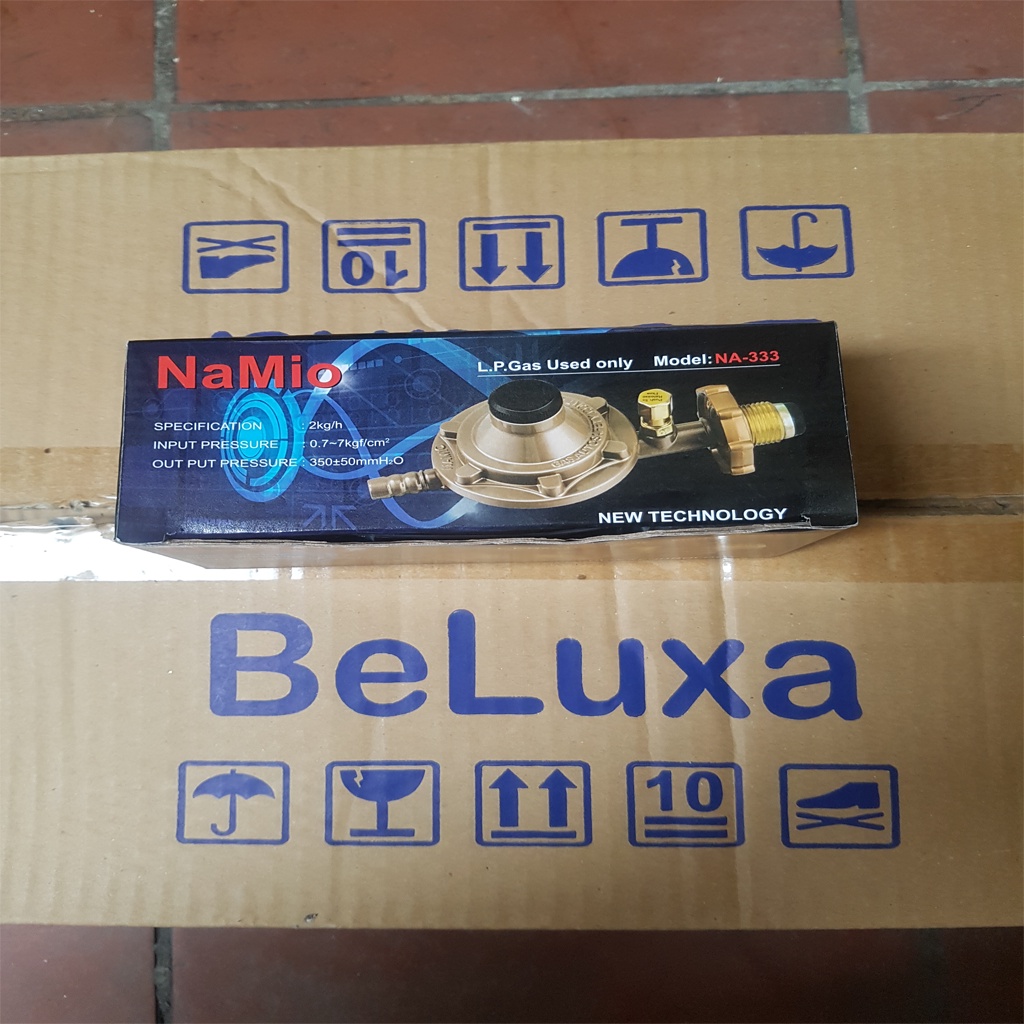 10
NaMio
L.P.Gas Used only Model: NA-333
SPECIFICATION : 2kg/h
INPUT PRESSURE : 0.7~7kgf/cm²
OUT PUT PRESSURE : 350±50mmH₂O
NEW TECHNOLOGY
BeLuxa
10